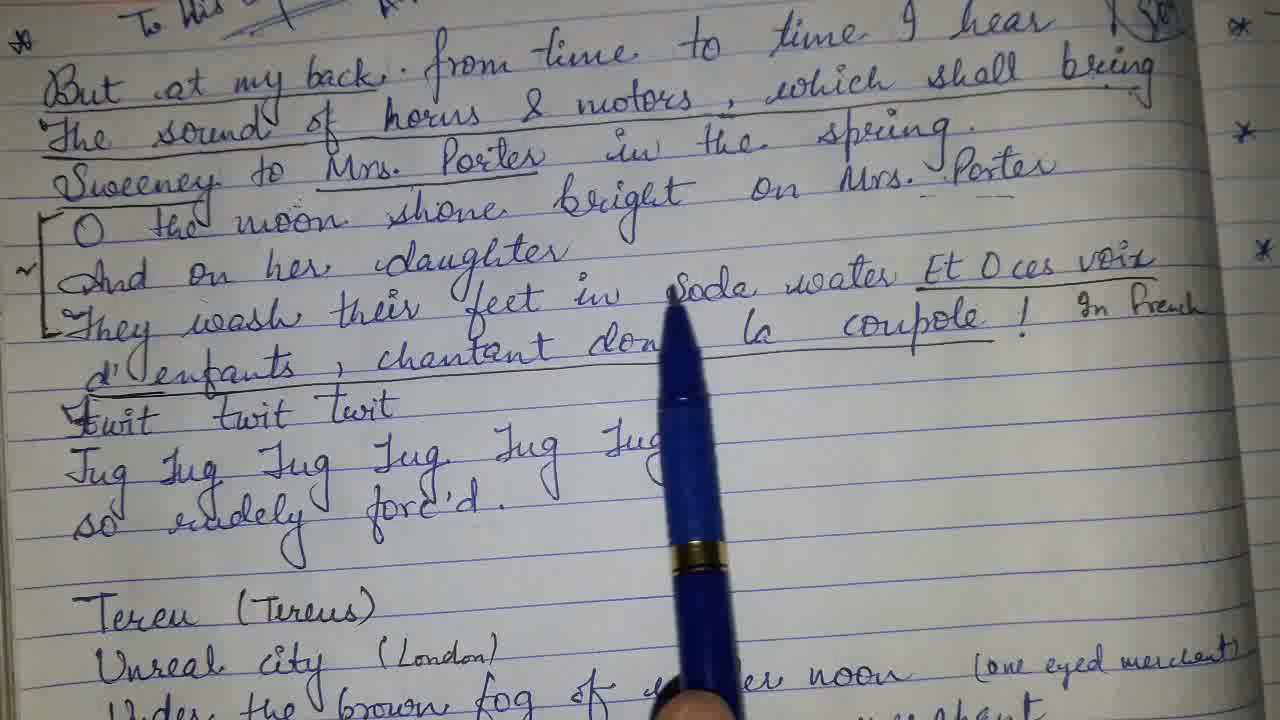 To His
But at my back. from time to time I hear
The sound of horns & motors, which shall bring
Sweeney to Mrs. Porter in the spring.
O the moon shone bright on Mrs. Porter
And on her daughter
They wash their feet in Soda water Et O ces voix
d'enfants, chantant don la coupole! In French
twit twit twit
Jug Jug Jug Jug Jug Jug
so rudely forc'd.
Tereu (Tereus)
Unreal city (London)
Under the brown fog of noon (one eyed merchant)